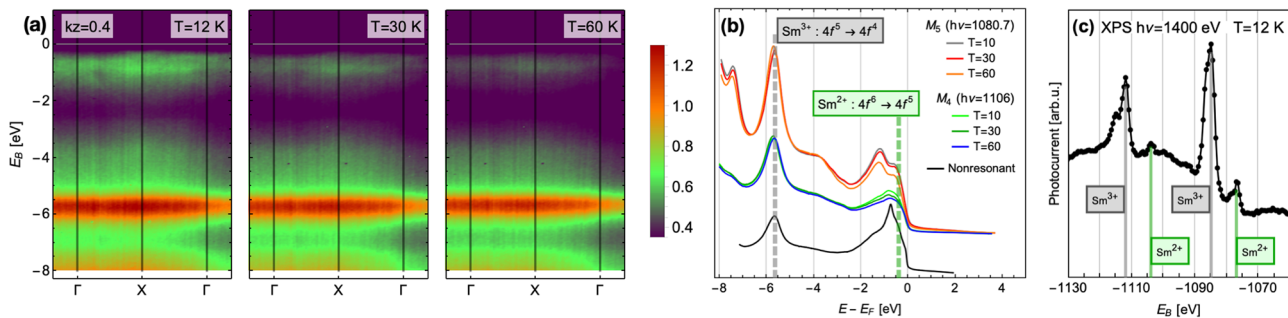 (a)
kz=0.4
T=12 K
T=30 K
T=60 K
0
−2
−4
−6
−8
E_B [eV]
Γ
X
Γ
Γ
X
Γ
Γ
X
Γ
1.2
1.0
0.8
0.6
0.4
(b)
Sm³⁺ : 4f⁵ → 4f⁴
Sm²⁺ : 4f⁶ → 4f⁵
M₅ (hν=1080.7)
T=10
T=30
T=60
M₄ (hν=1106)
T=10
T=30
T=60
Nonresonant
−8
−6
−4
−2
0
2
4
E − E_F [eV]
(c)
XPS hν=1400 eV
T=12 K
Photocurrent [arb.u.]
Sm³⁺
Sm³⁺
Sm²⁺
Sm²⁺
-1130
-1110
-1090
-1070
E_B [eV]